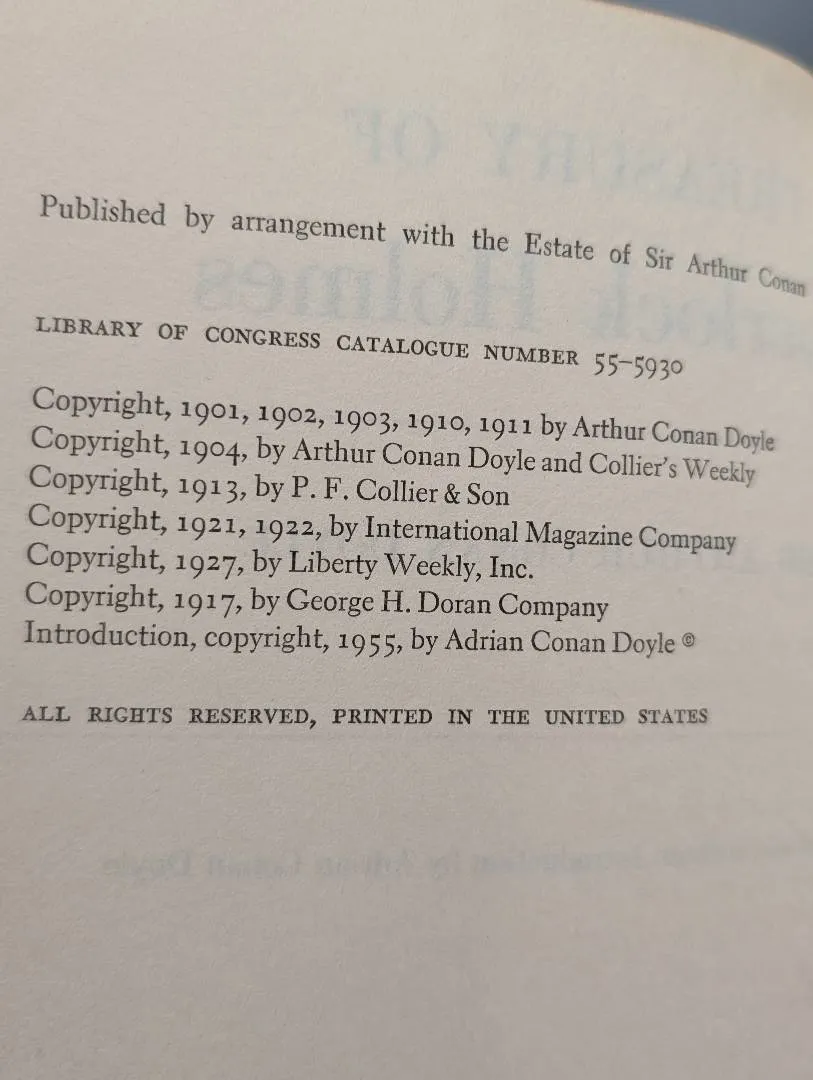 Published by arrangement with the Estate of Sir Arthur Conan
LIBRARY OF CONGRESS CATALOGUE NUMBER 55-5930
Copyright, 1901, 1902, 1903, 1910, 1911 by Arthur Conan Doyle
Copyright, 1904, by Arthur Conan Doyle and Collier's Weekly
Copyright, 1913, by P. F. Collier & Son
Copyright, 1921, 1922, by International Magazine Company
Copyright, 1927, by Liberty Weekly, Inc.
Copyright, 1917, by George H. Doran Company
Introduction, copyright, 1955, by Adrian Conan Doyle ©
ALL RIGHTS RESERVED, PRINTED IN THE UNITED STATES